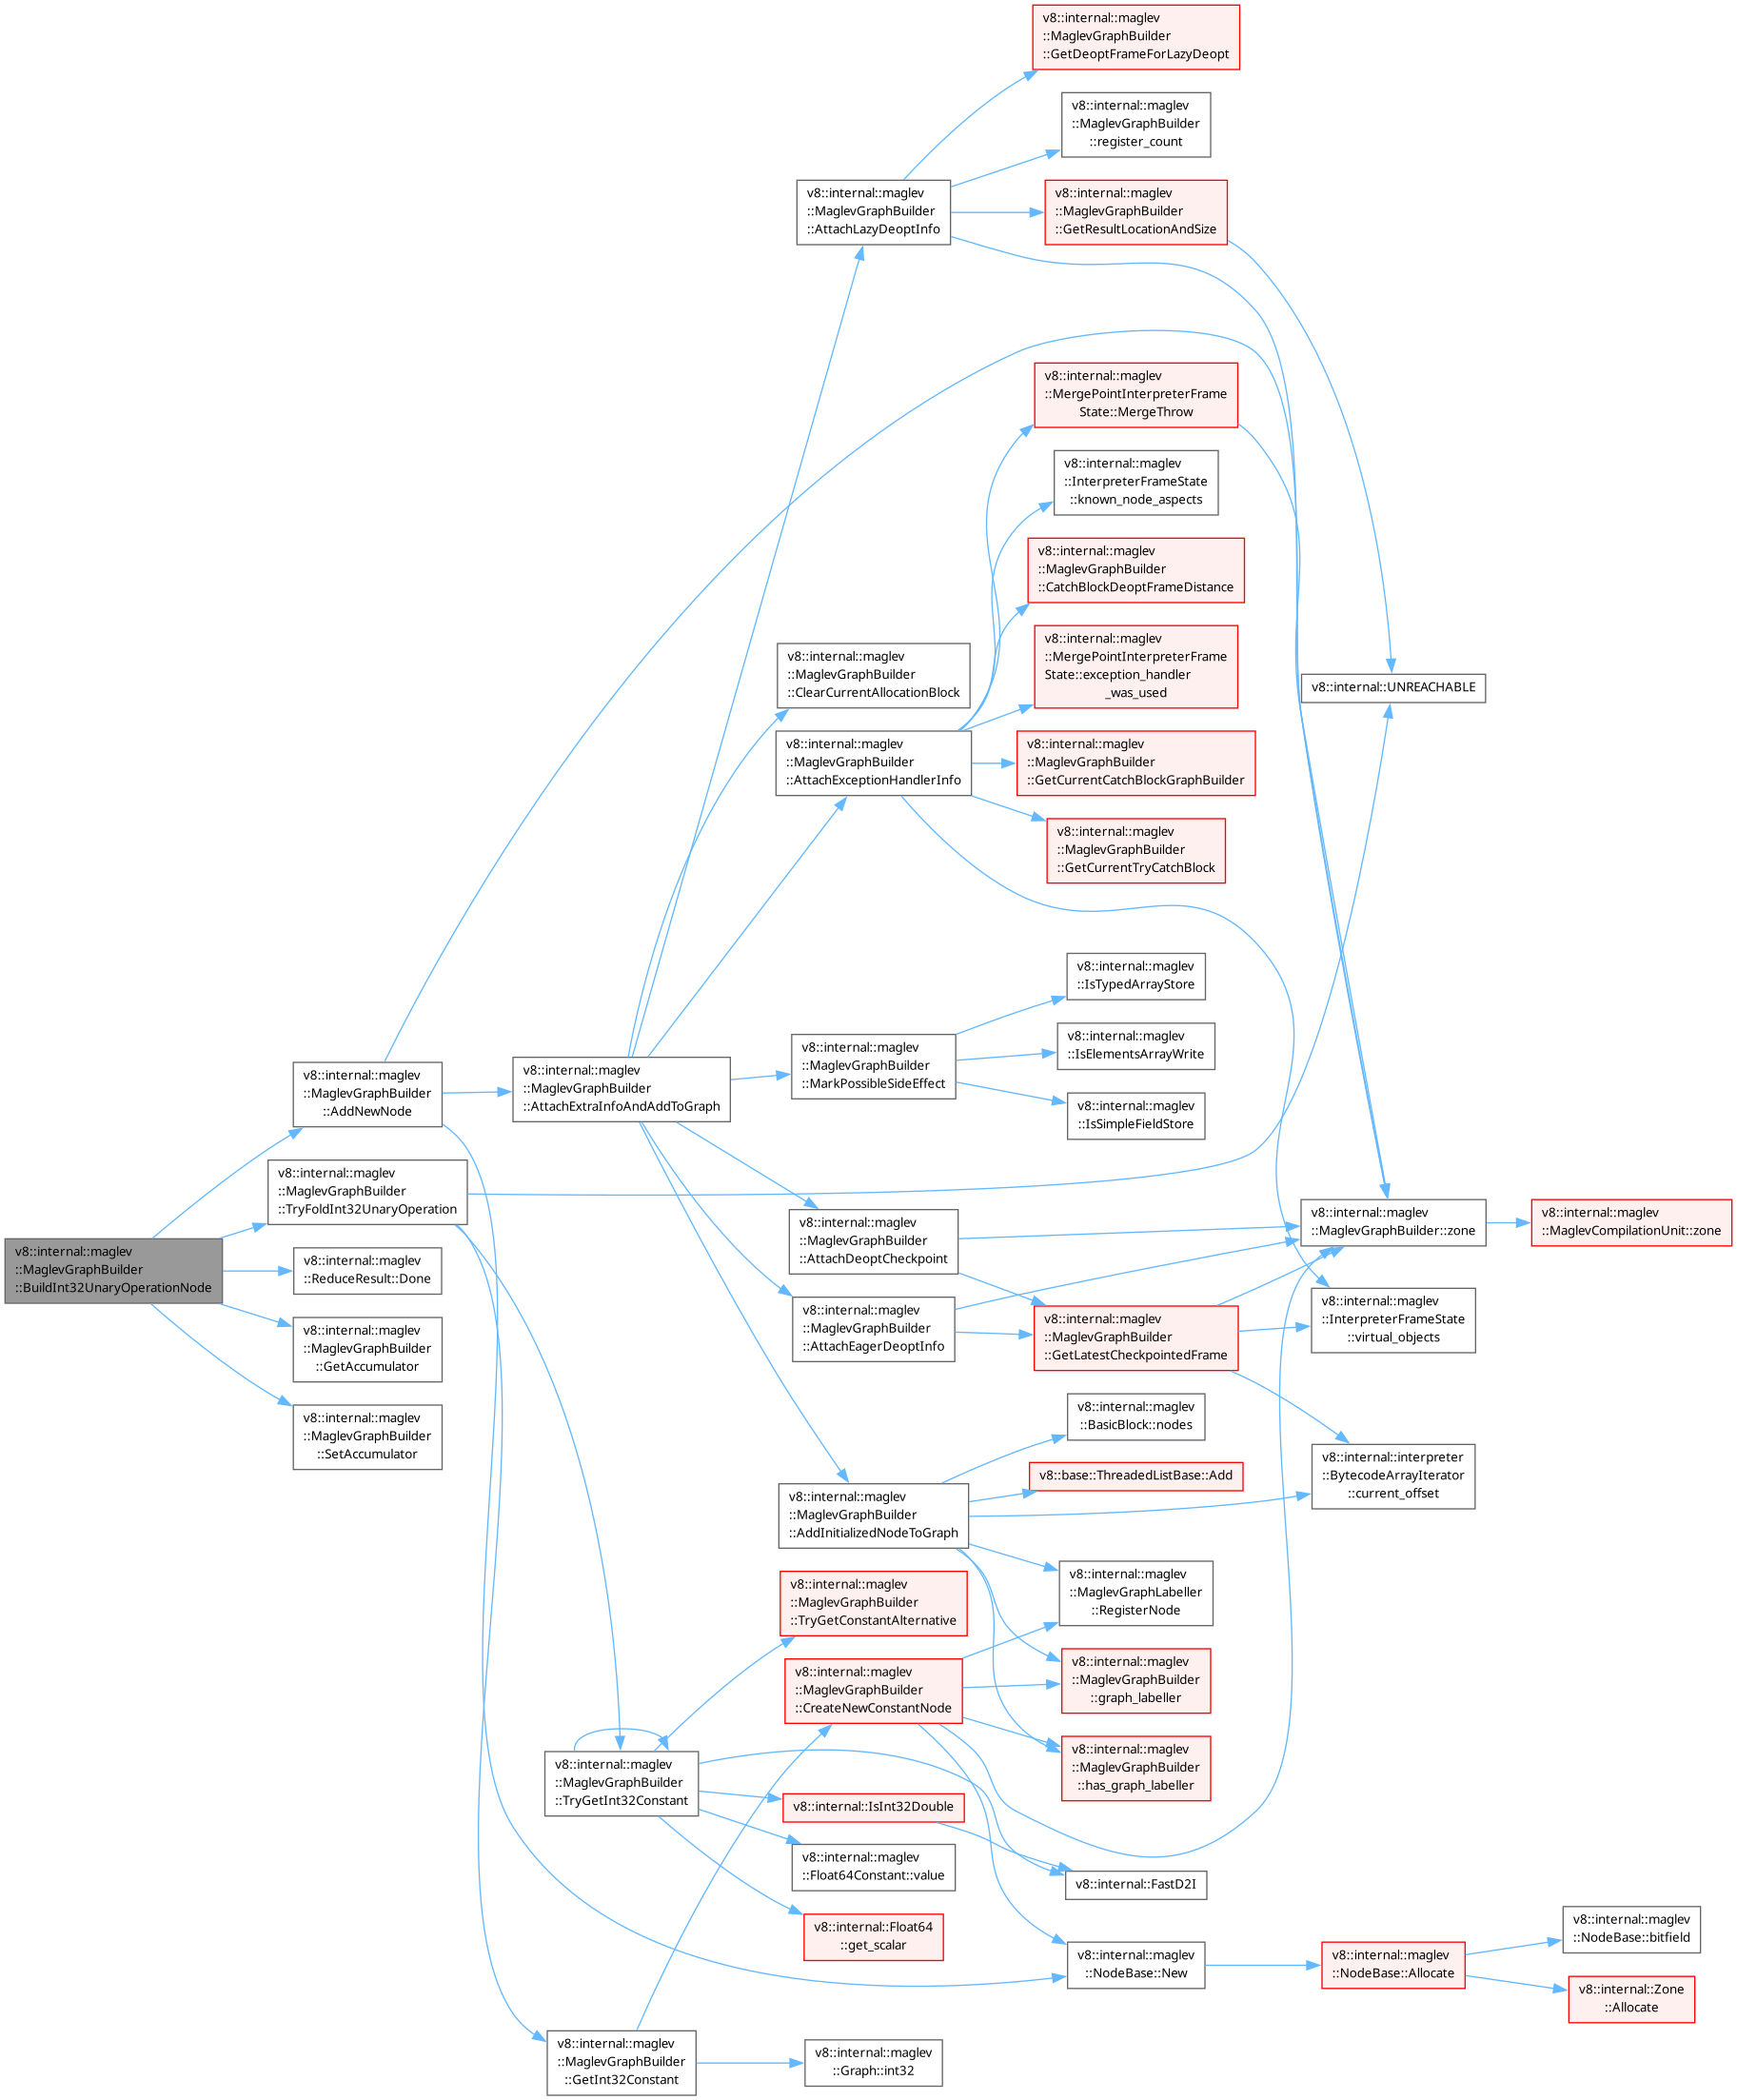 v8::internal::maglev
::MaglevGraphBuilder
::GetDeoptFrameForLazyDeopt
v8::internal::maglev
::MaglevGraphBuilder
::register_count
v8::internal::maglev
::MaglevGraphBuilder
::AttachLazyDeoptInfo
v8::internal::maglev
::MaglevGraphBuilder
::GetResultLocationAndSize
v8::internal::maglev
::MergePointInterpreterFrame
State::MergeThrow
v8::internal::maglev
::InterpreterFrameState
::known_node_aspects
v8::internal::maglev
::MaglevGraphBuilder
::CatchBlockDeoptFrameDistance
v8::internal::maglev
::MergePointInterpreterFrame
State::exception_handler
_was_used
v8::internal::maglev
::MaglevGraphBuilder
::ClearCurrentAllocationBlock
v8::internal::UNREACHABLE
v8::internal::maglev
::MaglevGraphBuilder
::AttachExceptionHandlerInfo
v8::internal::maglev
::MaglevGraphBuilder
::GetCurrentCatchBlockGraphBuilder
v8::internal::maglev
::MaglevGraphBuilder
::GetCurrentTryCatchBlock
v8::internal::maglev
::IsTypedArrayStore
v8::internal::maglev
::IsElementsArrayWrite
v8::internal::maglev
::IsSimpleFieldStore
v8::internal::maglev
::MaglevGraphBuilder
::MarkPossibleSideEffect
v8::internal::maglev
::MaglevGraphBuilder
::AttachExtraInfoAndAddToGraph
v8::internal::maglev
::MaglevGraphBuilder
::AddNewNode
v8::internal::maglev
::MaglevGraphBuilder
::TryFoldInt32UnaryOperation
v8::internal::maglev
::MaglevGraphBuilder
::BuildInt32UnaryOperationNode
v8::internal::maglev
::ReduceResult::Done
v8::internal::maglev
::MaglevGraphBuilder
::GetAccumulator
v8::internal::maglev
::MaglevGraphBuilder
::SetAccumulator
v8::internal::maglev
::MaglevGraphBuilder
::AttachDeoptCheckpoint
v8::internal::maglev
::MaglevGraphBuilder::zone
v8::internal::maglev
::MaglevCompilationUnit::zone
v8::internal::maglev
::MaglevGraphBuilder
::AttachEagerDeoptInfo
v8::internal::maglev
::MaglevGraphBuilder
::GetLatestCheckpointedFrame
v8::internal::maglev
::InterpreterFrameState
::virtual_objects
v8::internal::maglev
::BasicBlock::nodes
v8::base::ThreadedListBase::Add
v8::internal::interpreter
::BytecodeArrayIterator
::current_offset
v8::internal::maglev
::MaglevGraphBuilder
::AddInitializedNodeToGraph
v8::internal::maglev
::MaglevGraphLabeller
::RegisterNode
v8::internal::maglev
::MaglevGraphBuilder
::TryGetConstantAlternative
v8::internal::maglev
::MaglevGraphBuilder
::CreateNewConstantNode
v8::internal::maglev
::MaglevGraphBuilder
::graph_labeller
v8::internal::maglev
::MaglevGraphBuilder
::has_graph_labeller
v8::internal::maglev
::MaglevGraphBuilder
::TryGetInt32Constant
v8::internal::IsInt32Double
v8::internal::maglev
::Float64Constant::value
v8::internal::FastD2I
v8::internal::Float64
::get_scalar
v8::internal::maglev
::NodeBase::New
v8::internal::maglev
::NodeBase::Allocate
v8::internal::maglev
::NodeBase::bitfield
v8::internal::Zone
::Allocate
v8::internal::maglev
::MaglevGraphBuilder
::GetInt32Constant
v8::internal::maglev
::Graph::int32